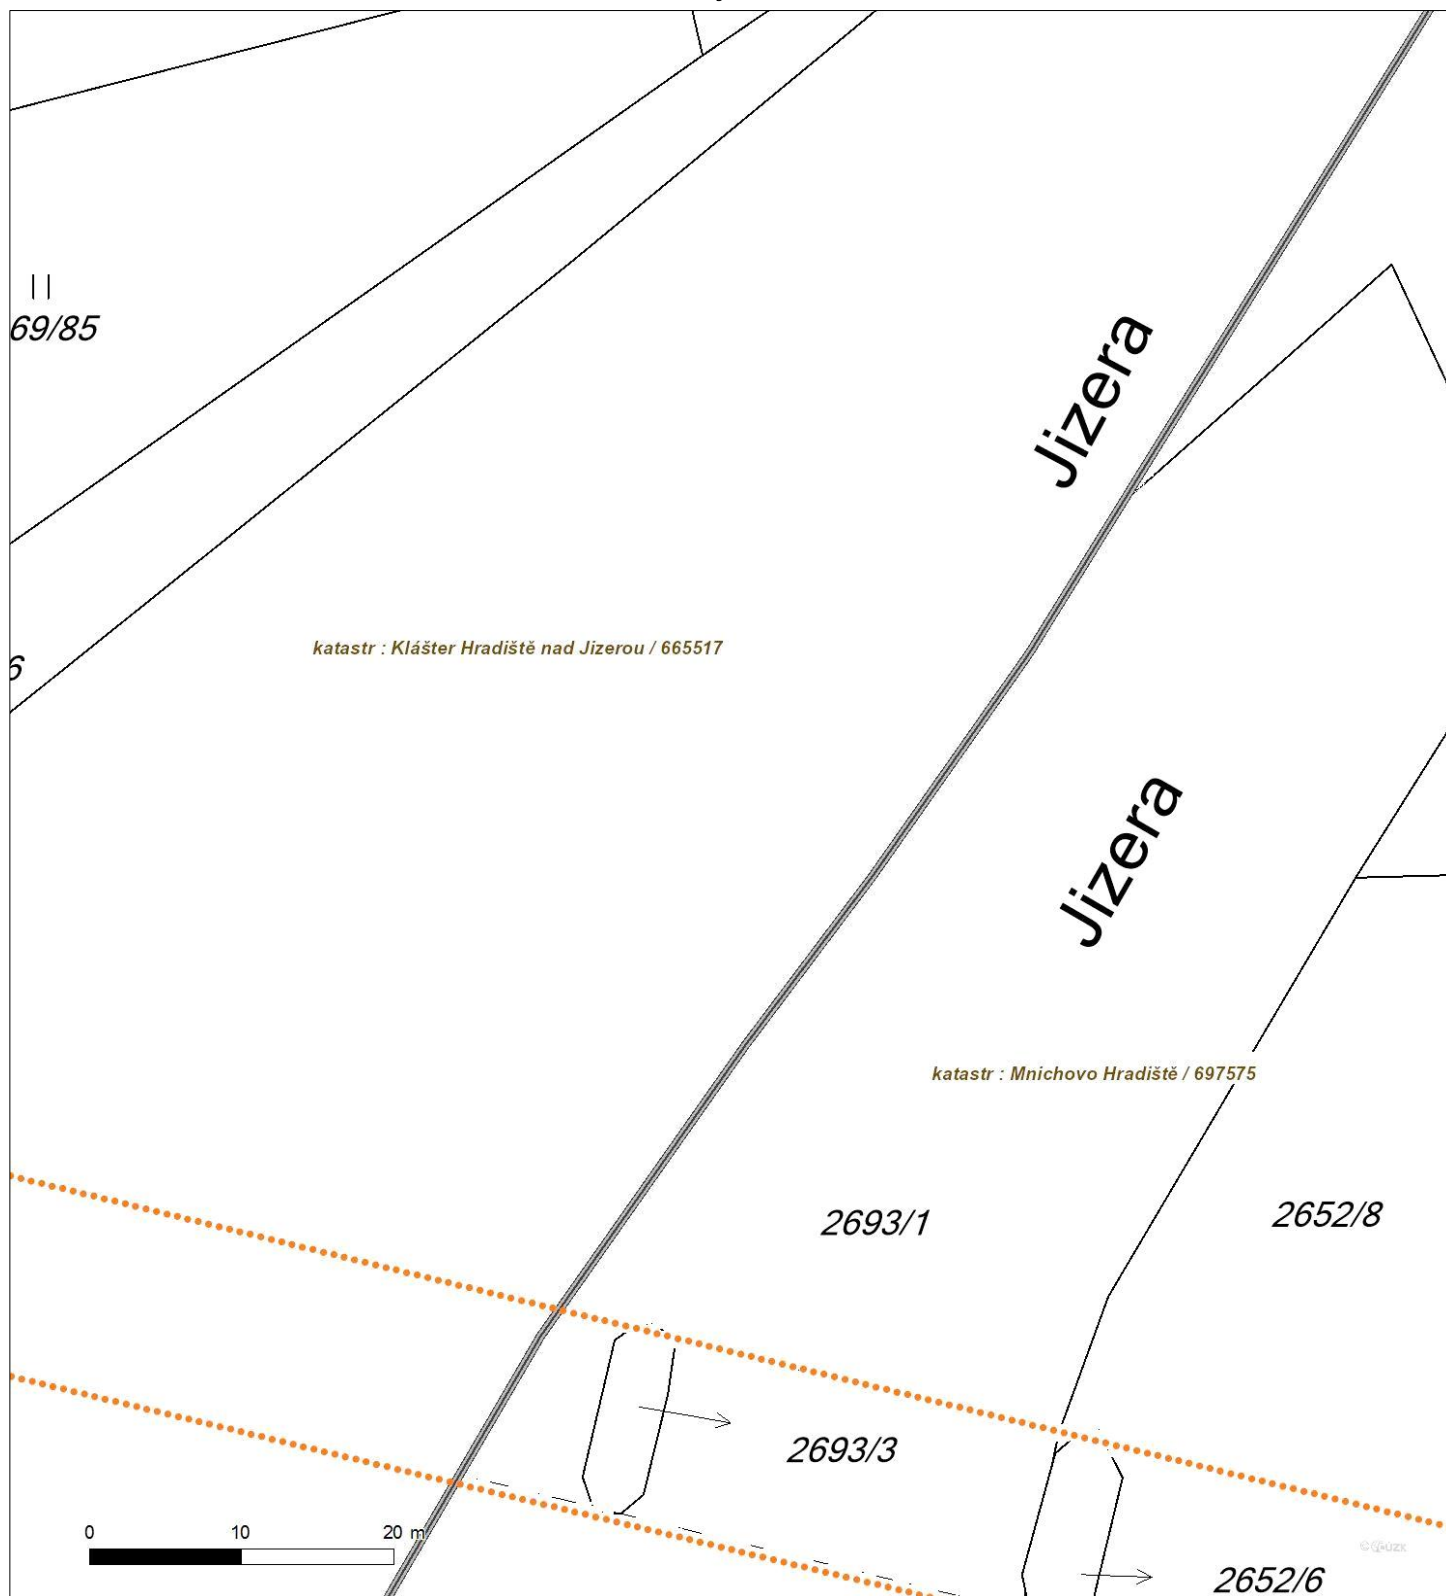 69/85
Jizera
6
katastr : Klášter Hradiště nad Jizerou / 665517
Jizera
katastr : Mnichovo Hradiště / 697575
2693/1
2652/8
2693/3
0 10 20 m
2652/6